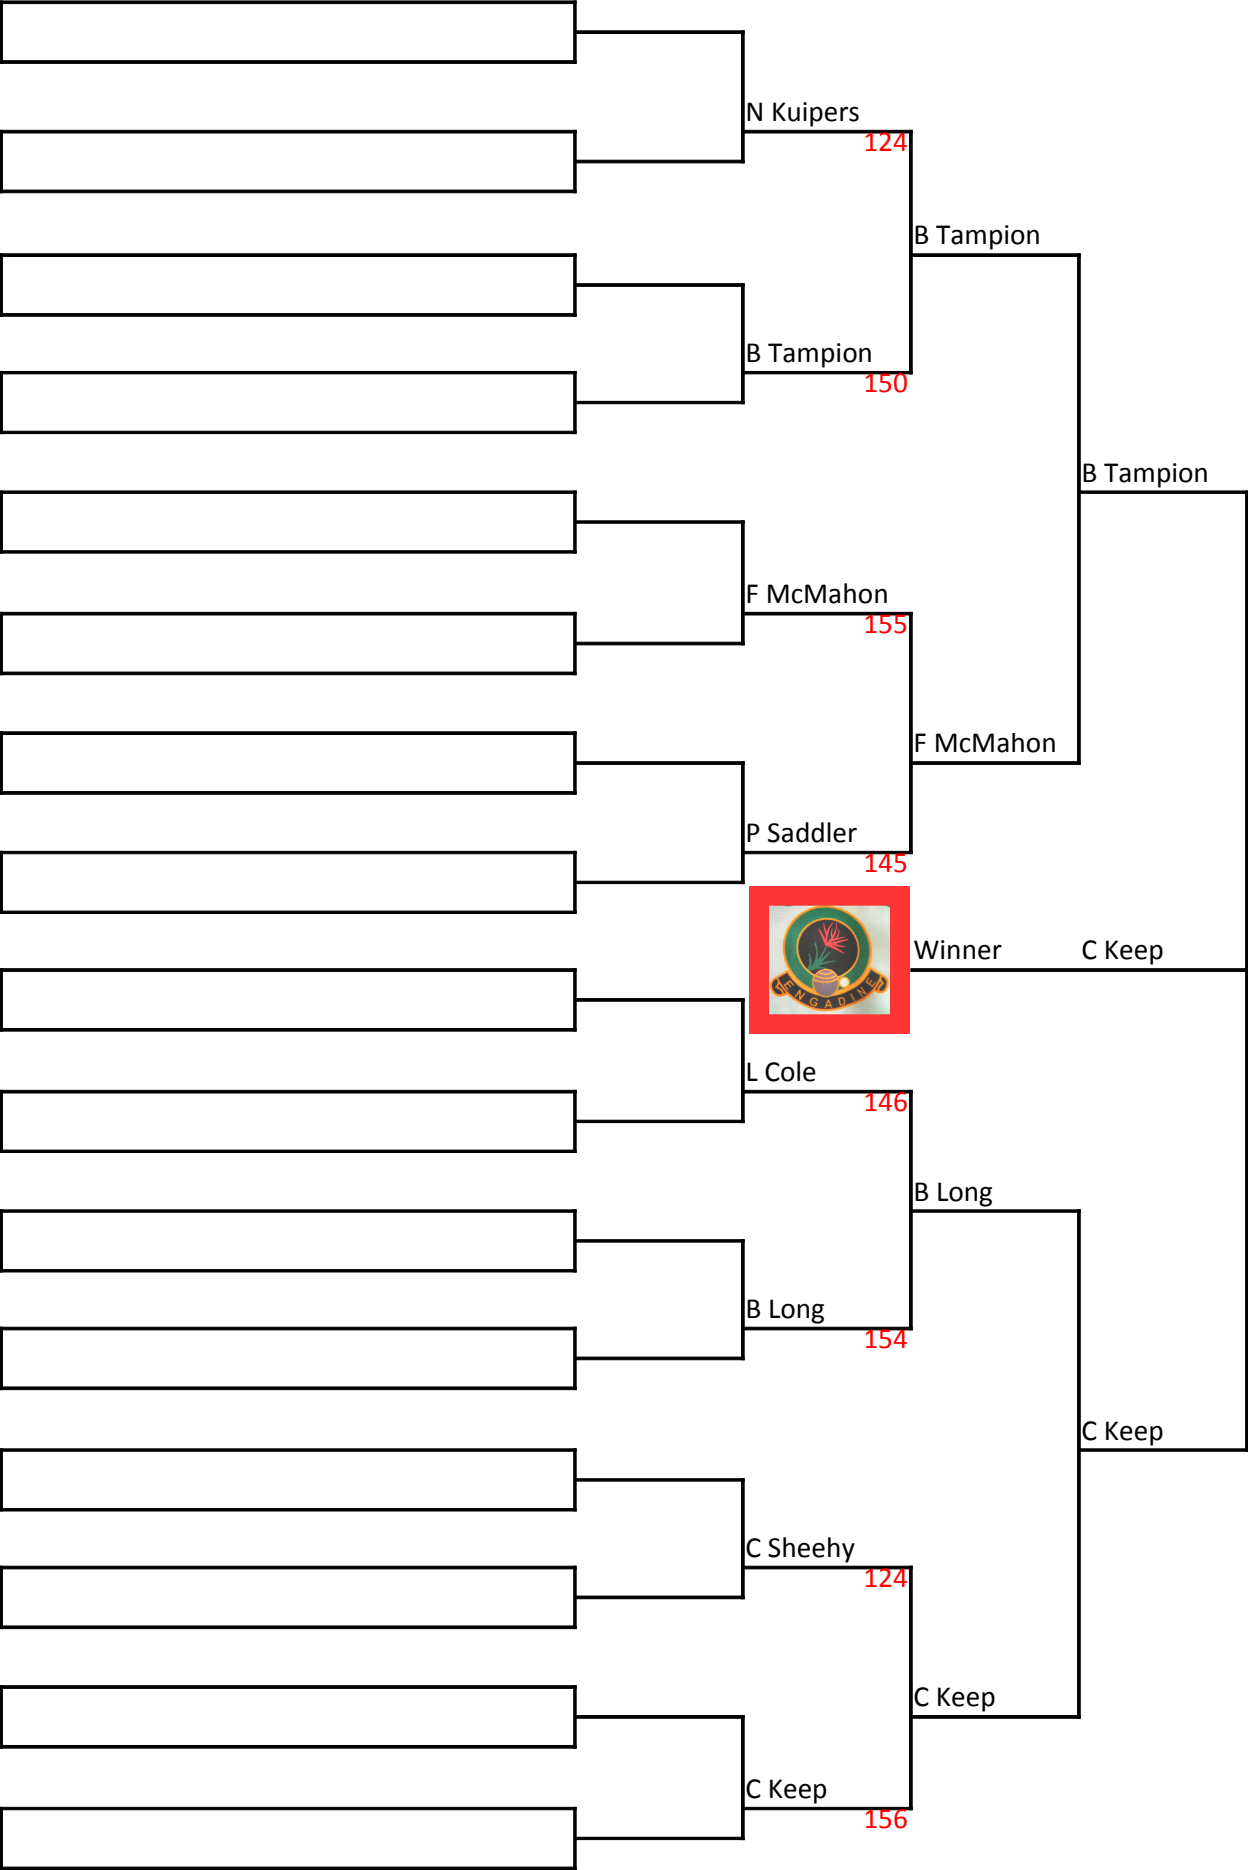 N Kuipers
124
B Tampion
B Tampion
150
B Tampion
F McMahon
155
F McMahon
P Saddler
145
ENGADINE
Winner C Keep
L Cole
146
B Long
B Long
154
C Keep
C Sheehy
124
C Keep
C Keep
156